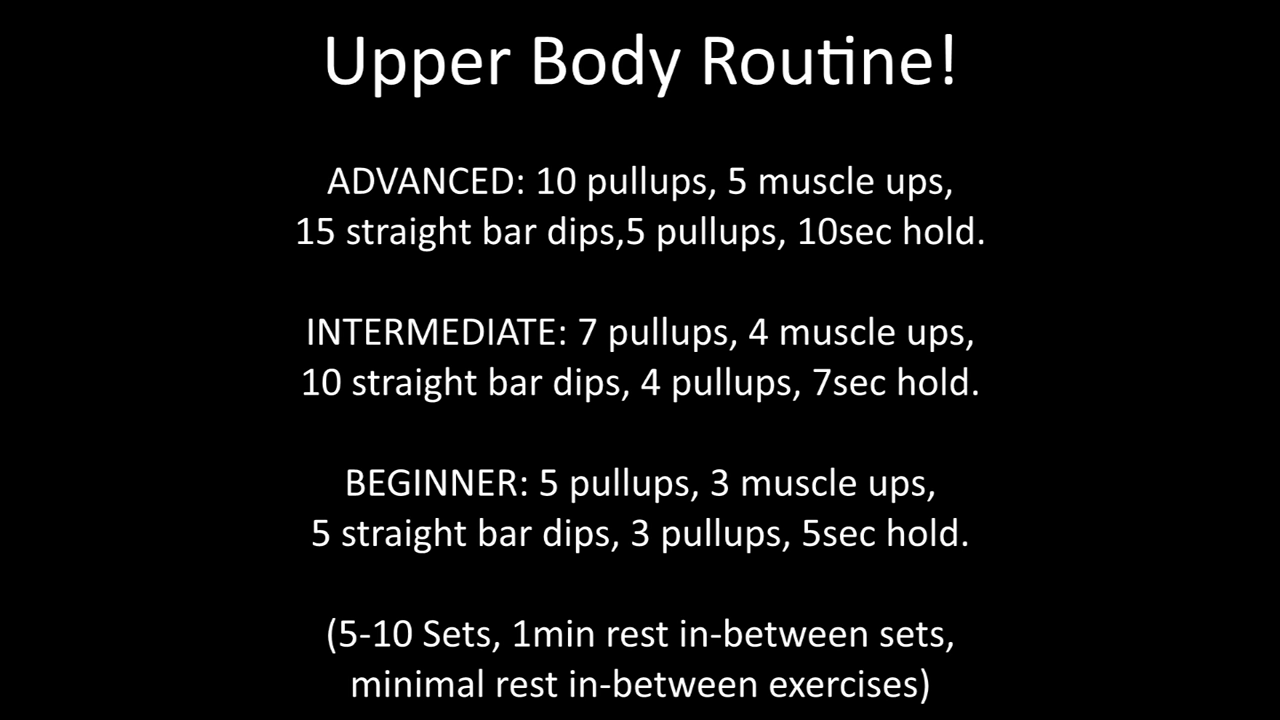 Upper Body Routine!
ADVANCED: 10 pullups, 5 muscle ups,
15 straight bar dips,5 pullups, 10sec hold.
INTERMEDIATE: 7 pullups, 4 muscle ups,
10 straight bar dips, 4 pullups, 7sec hold.
BEGINNER: 5 pullups, 3 muscle ups,
5 straight bar dips, 3 pullups, 5sec hold.
(5-10 Sets, 1min rest in-between sets,
minimal rest in-between exercises)